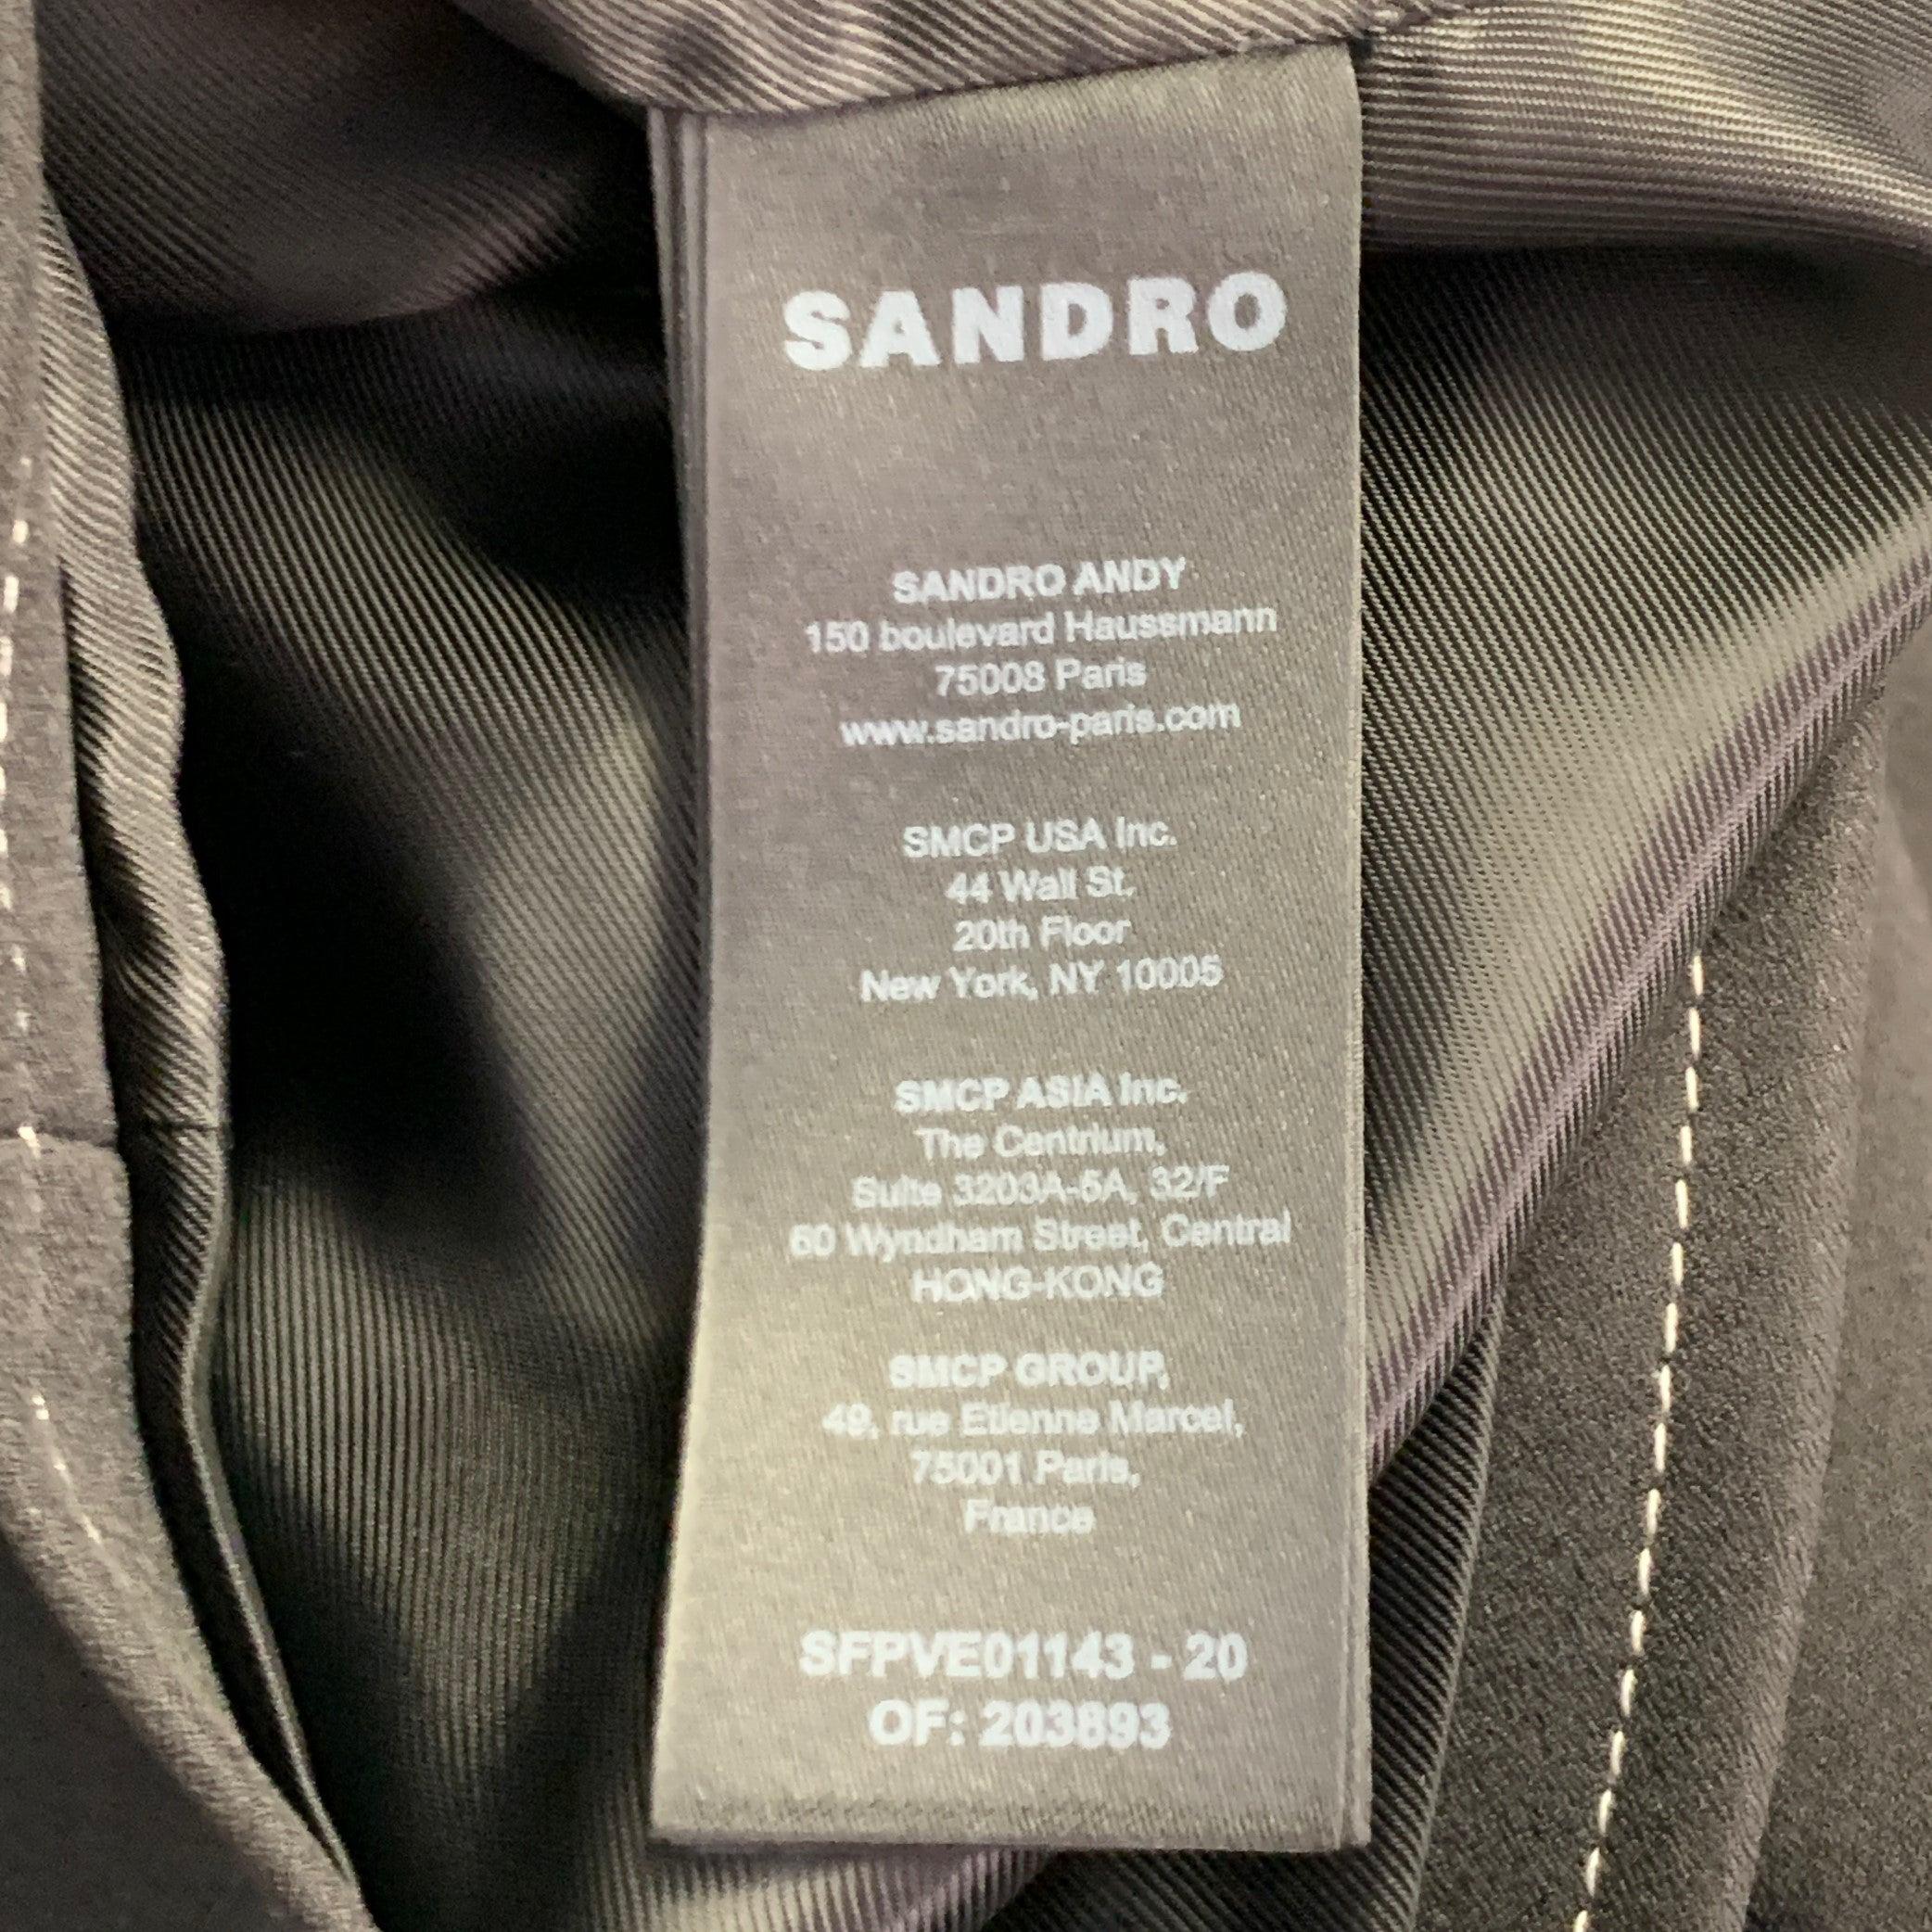 SANDRO
SANDRO ANDY
150 boulevard Haussmann
75008 Paris
www.sandro-paris.com
SMCP USA Inc.
44 Wall St.
20th Floor
New York, NY 10005
SMCP ASIA Inc.
The Centrium,
Suite 3203A-5A, 32/F
60 Wyndham Street, Central
HONG-KONG
SMCP GROUP,
49, rue Etienne Marcel,
75001 Paris,
France
SFPVE01143 - 20
OF: 203893